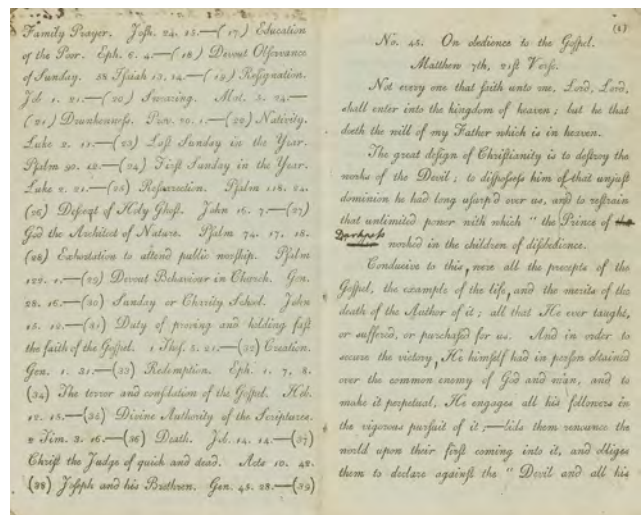 Family Prayer. Josh. 24. 15.—(17) Education
of the Poor. Eph. 6. 4.—(18) Devout Observance
of Sunday. 58 Isaiah 13. 14.—(19) Resignation.
Job 1. 21.—(20) Swearing. Mat. 5. 34.—
(21) Drunkenness. Prov. 20. 1.—(22) Nativity.
Luke 2. 11.—(23) Last Sunday in the Year.
Psalm 90. 12.—(24) First Sunday in the Year.
Luke 2. 21.—(25) Resurrection. Psalm 118. 24.
(26) Descent of Holy Ghost. John 16. 7.—(27)
God the Architect of Nature. Psalm 74. 17. 18.
(28) Exhortation to attend public worship. Psalm
122. 1.—(29) Devout Behaviour in Church. Gen.
28. 16.—(30) Sunday or Charity School. John
15. 12.—(31) Duty of proving and holding fast
the faith of the Gospel. 1 Thes. 5. 21.—(32) Creation.
Gen. 1. 31.—(33) Redemption. Eph. 1. 7. 8.
(34) The terror and consolation of the Gospel. Heb.
12. 18.—(35) Divine Authority of the Scriptures.
2 Tim. 3. 16.—(36) Death. Job. 14. 14.—(37)
Christ the Judge of quick and dead. Acts 10. 42.
(38) Joseph and his Brethren. Gen. 45. 28.—(39)
(1)
No. 45. On obedience to the Gospel.
Matthew 7th, 21st Verse.
Not every one that saith unto me, Lord, Lord,
shall enter into the kingdom of heaven; but he that
doeth the will of my Father which is in heaven.
The great design of Christianity is to destroy the
works of the Devil; to dispossess him of that unjust
dominion he had long usurp'd over us, and to restrain
that unlimited power with which "the Prince of the
Darkness worked in the children of disobedience.
Conducive to this, were all the precepts of the
Gospel, the example of the life, and the merits of the
death of the Author of it; all that He ever taught,
or suffered, or purchased for us. And in order to
secure the victory, He himself had in person obtained
over the common enemy of God and man, and to
make it perpetual, He engages all his followers in
the vigorous pursuit of it;—bids them renounce the
world upon their first coming into it, and obliges
them to declare against the "Devil and all his